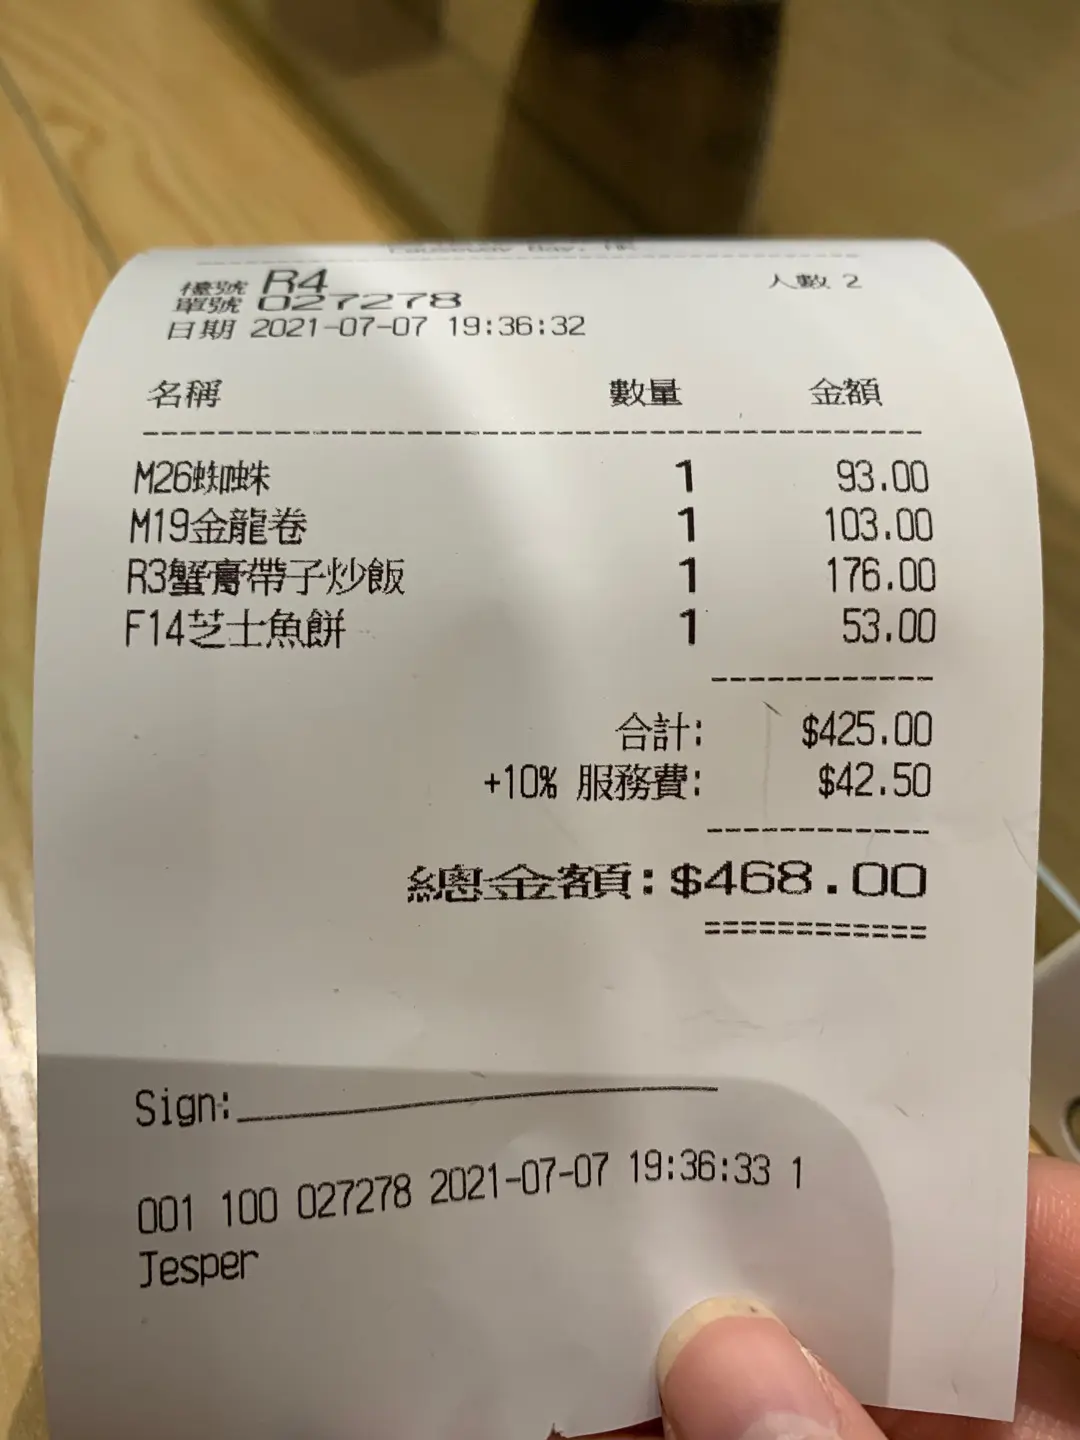 Causeway Bay, HK
檯號 R4 人數 2
單號 027278
日期 2021-07-07 19:36:32
名稱 數量 金額
M26蜘蛛 1 93.00
M19金龍卷 1 103.00
R3蟹膏帶子炒飯 1 176.00
F14芝士魚餅 1 53.00
合計: $425.00
+10% 服務費: $42.50
總金額:$468.00
Sign:
001 100 027278 2021-07-07 19:36:33 1
Jesper